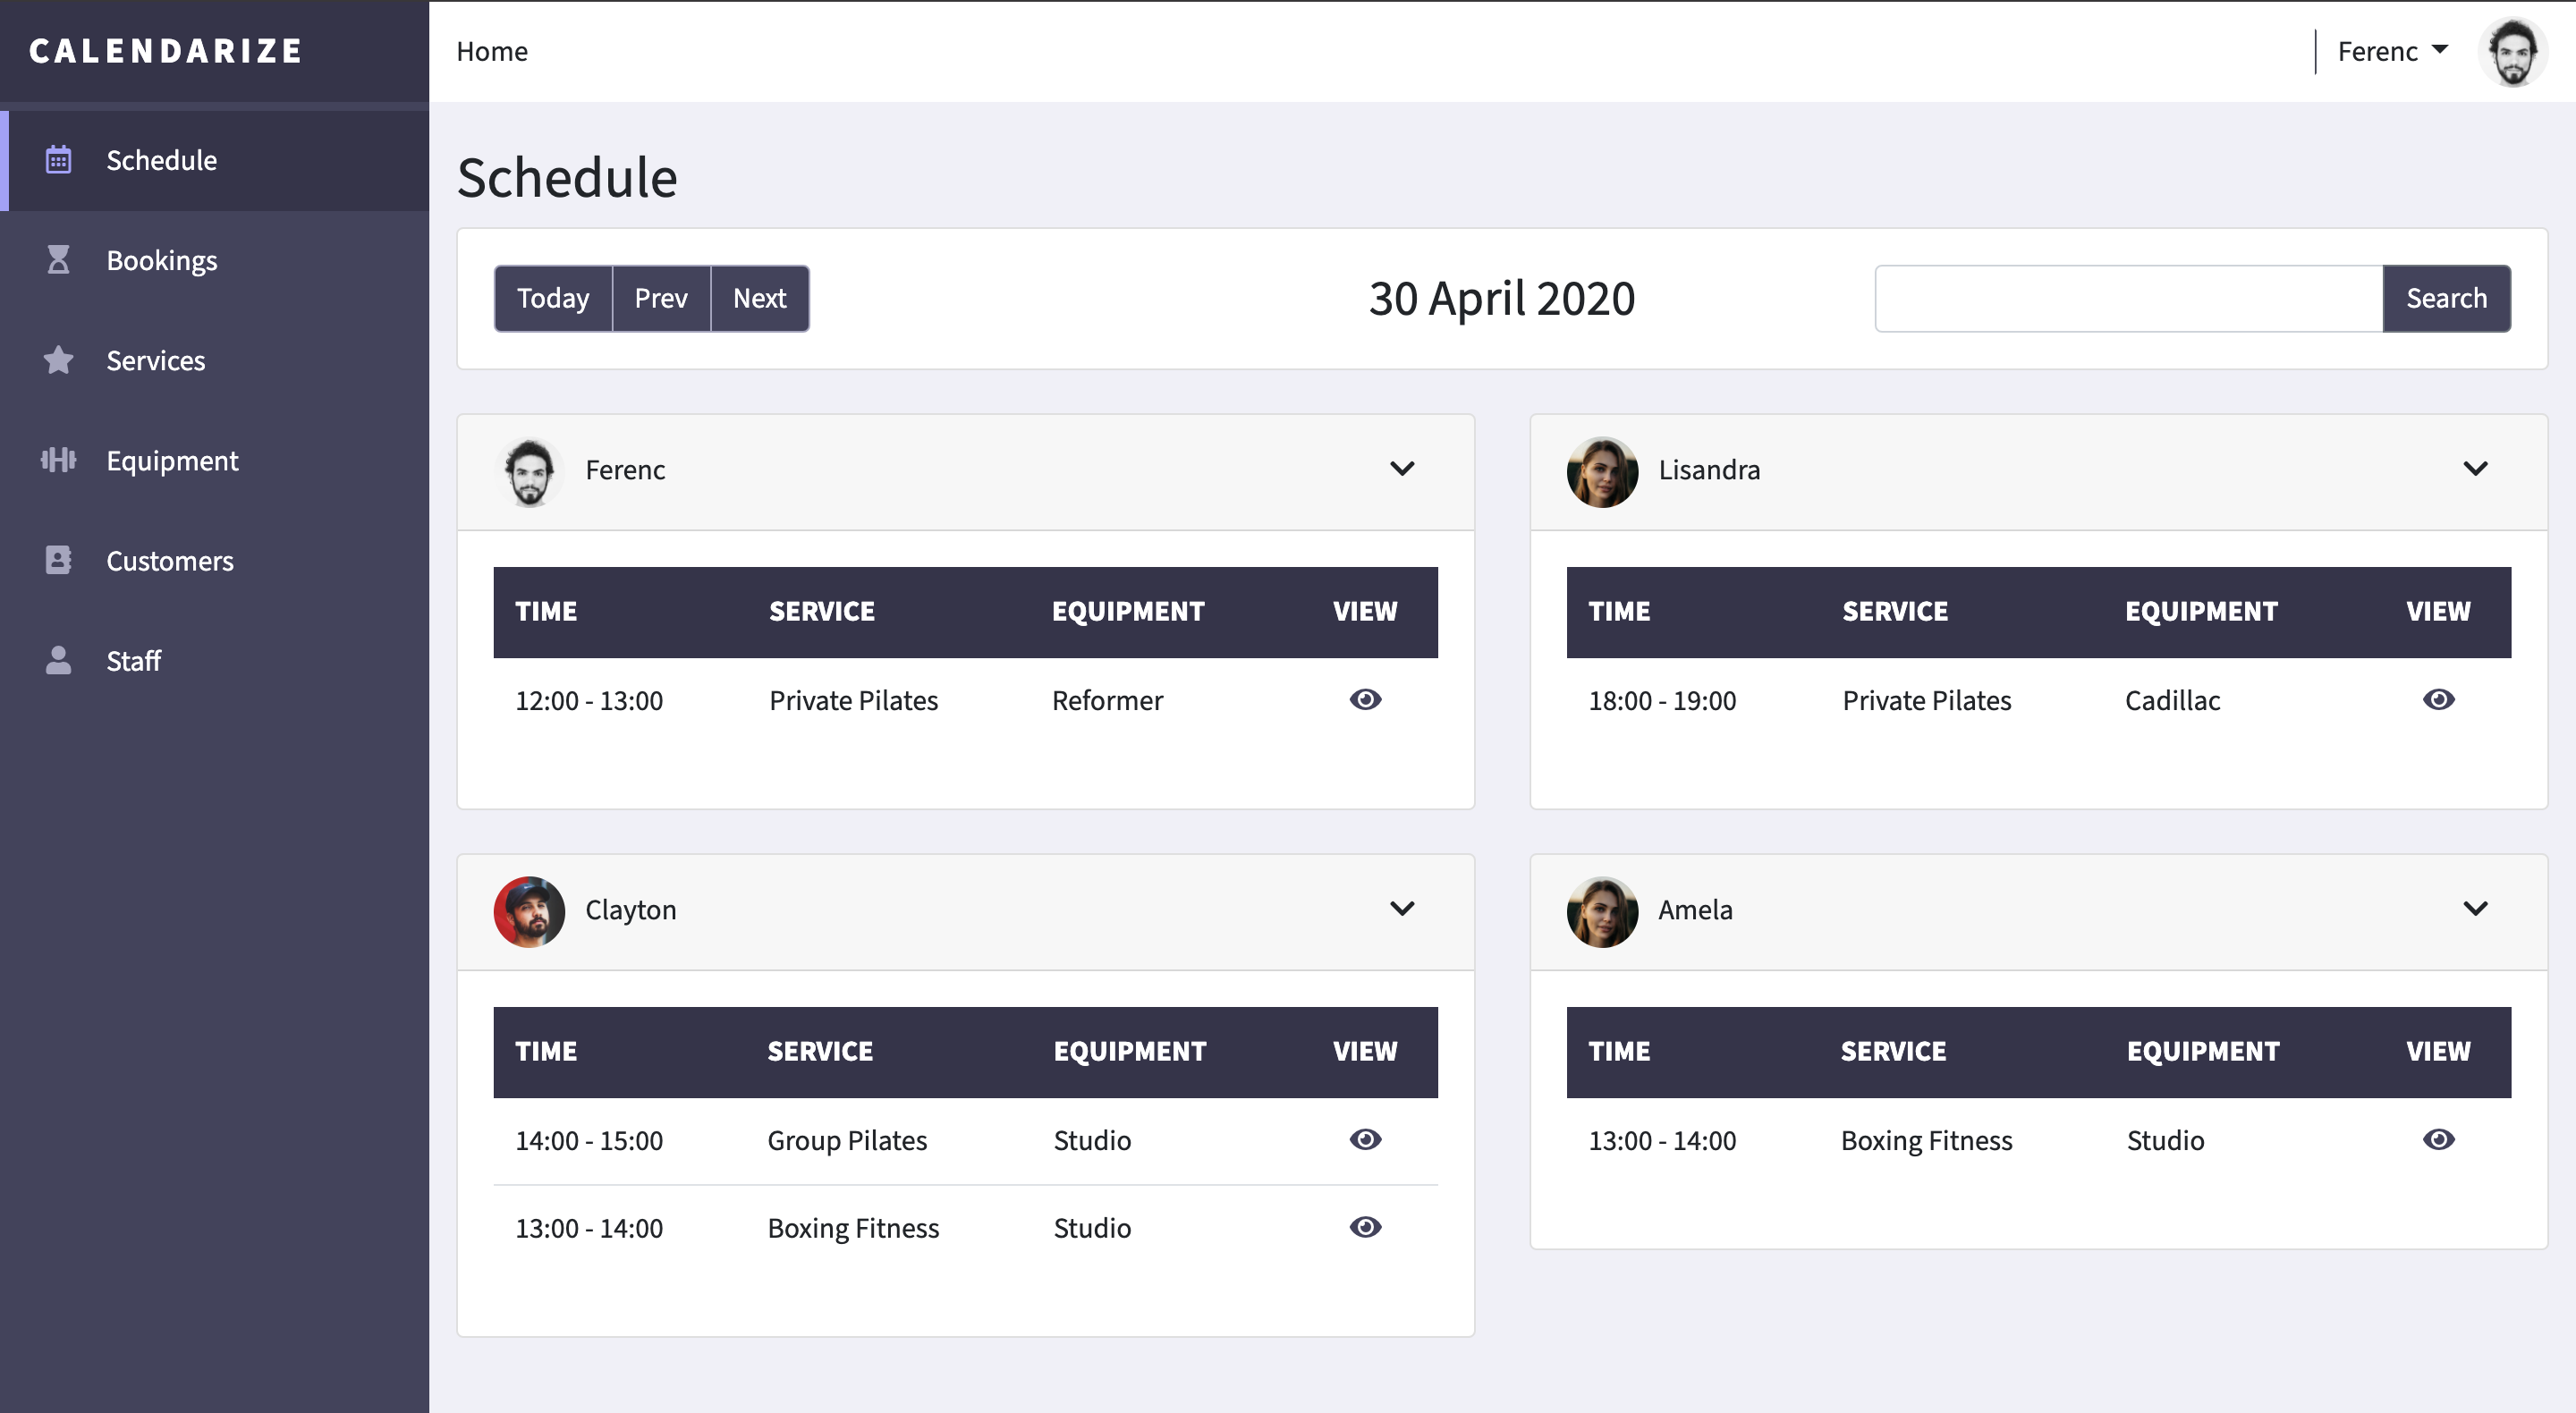 CALENDARIZE
Home
Ferenc
Schedule
Bookings
Services
Equipment
Customers
Staff
Schedule
Today Prev Next
30 April 2020
Search
Ferenc
TIME SERVICE EQUIPMENT VIEW
12:00 - 13:00 Private Pilates Reformer
Lisandra
TIME SERVICE EQUIPMENT VIEW
18:00 - 19:00 Private Pilates Cadillac
Clayton
TIME SERVICE EQUIPMENT VIEW
14:00 - 15:00 Group Pilates Studio
13:00 - 14:00 Boxing Fitness Studio
Amela
TIME SERVICE EQUIPMENT VIEW
13:00 - 14:00 Boxing Fitness Studio